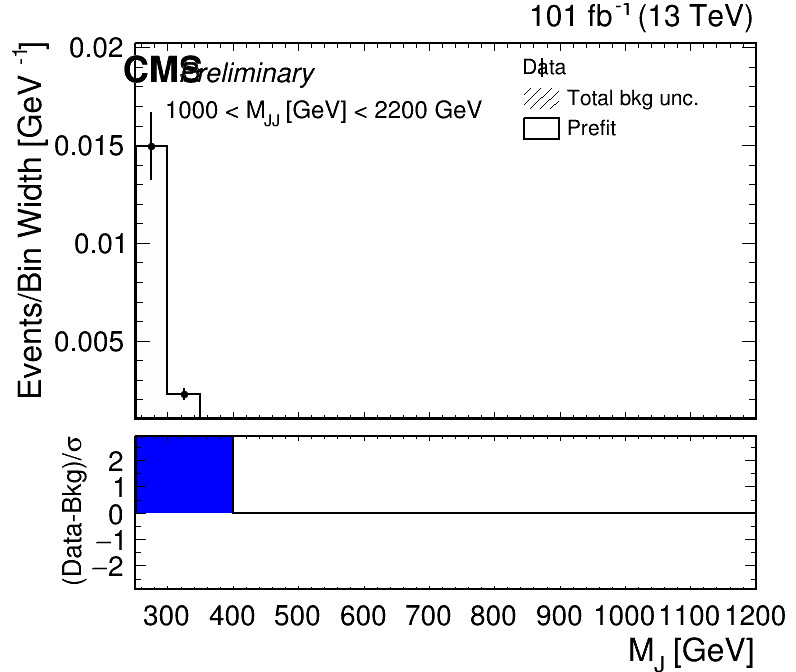 101 fb⁻¹ (13 TeV)
CMS Preliminary
1000 < M_JJ [GeV] < 2200 GeV
Data
Total bkg unc.
Prefit
Events/Bin Width [GeV⁻¹]
0.02
0.015
0.01
0.005
(Data-Bkg)/σ
2
1
0
−1
−2
300 400 500 600 700 800 900 1000 1100 1200
M_J [GeV]